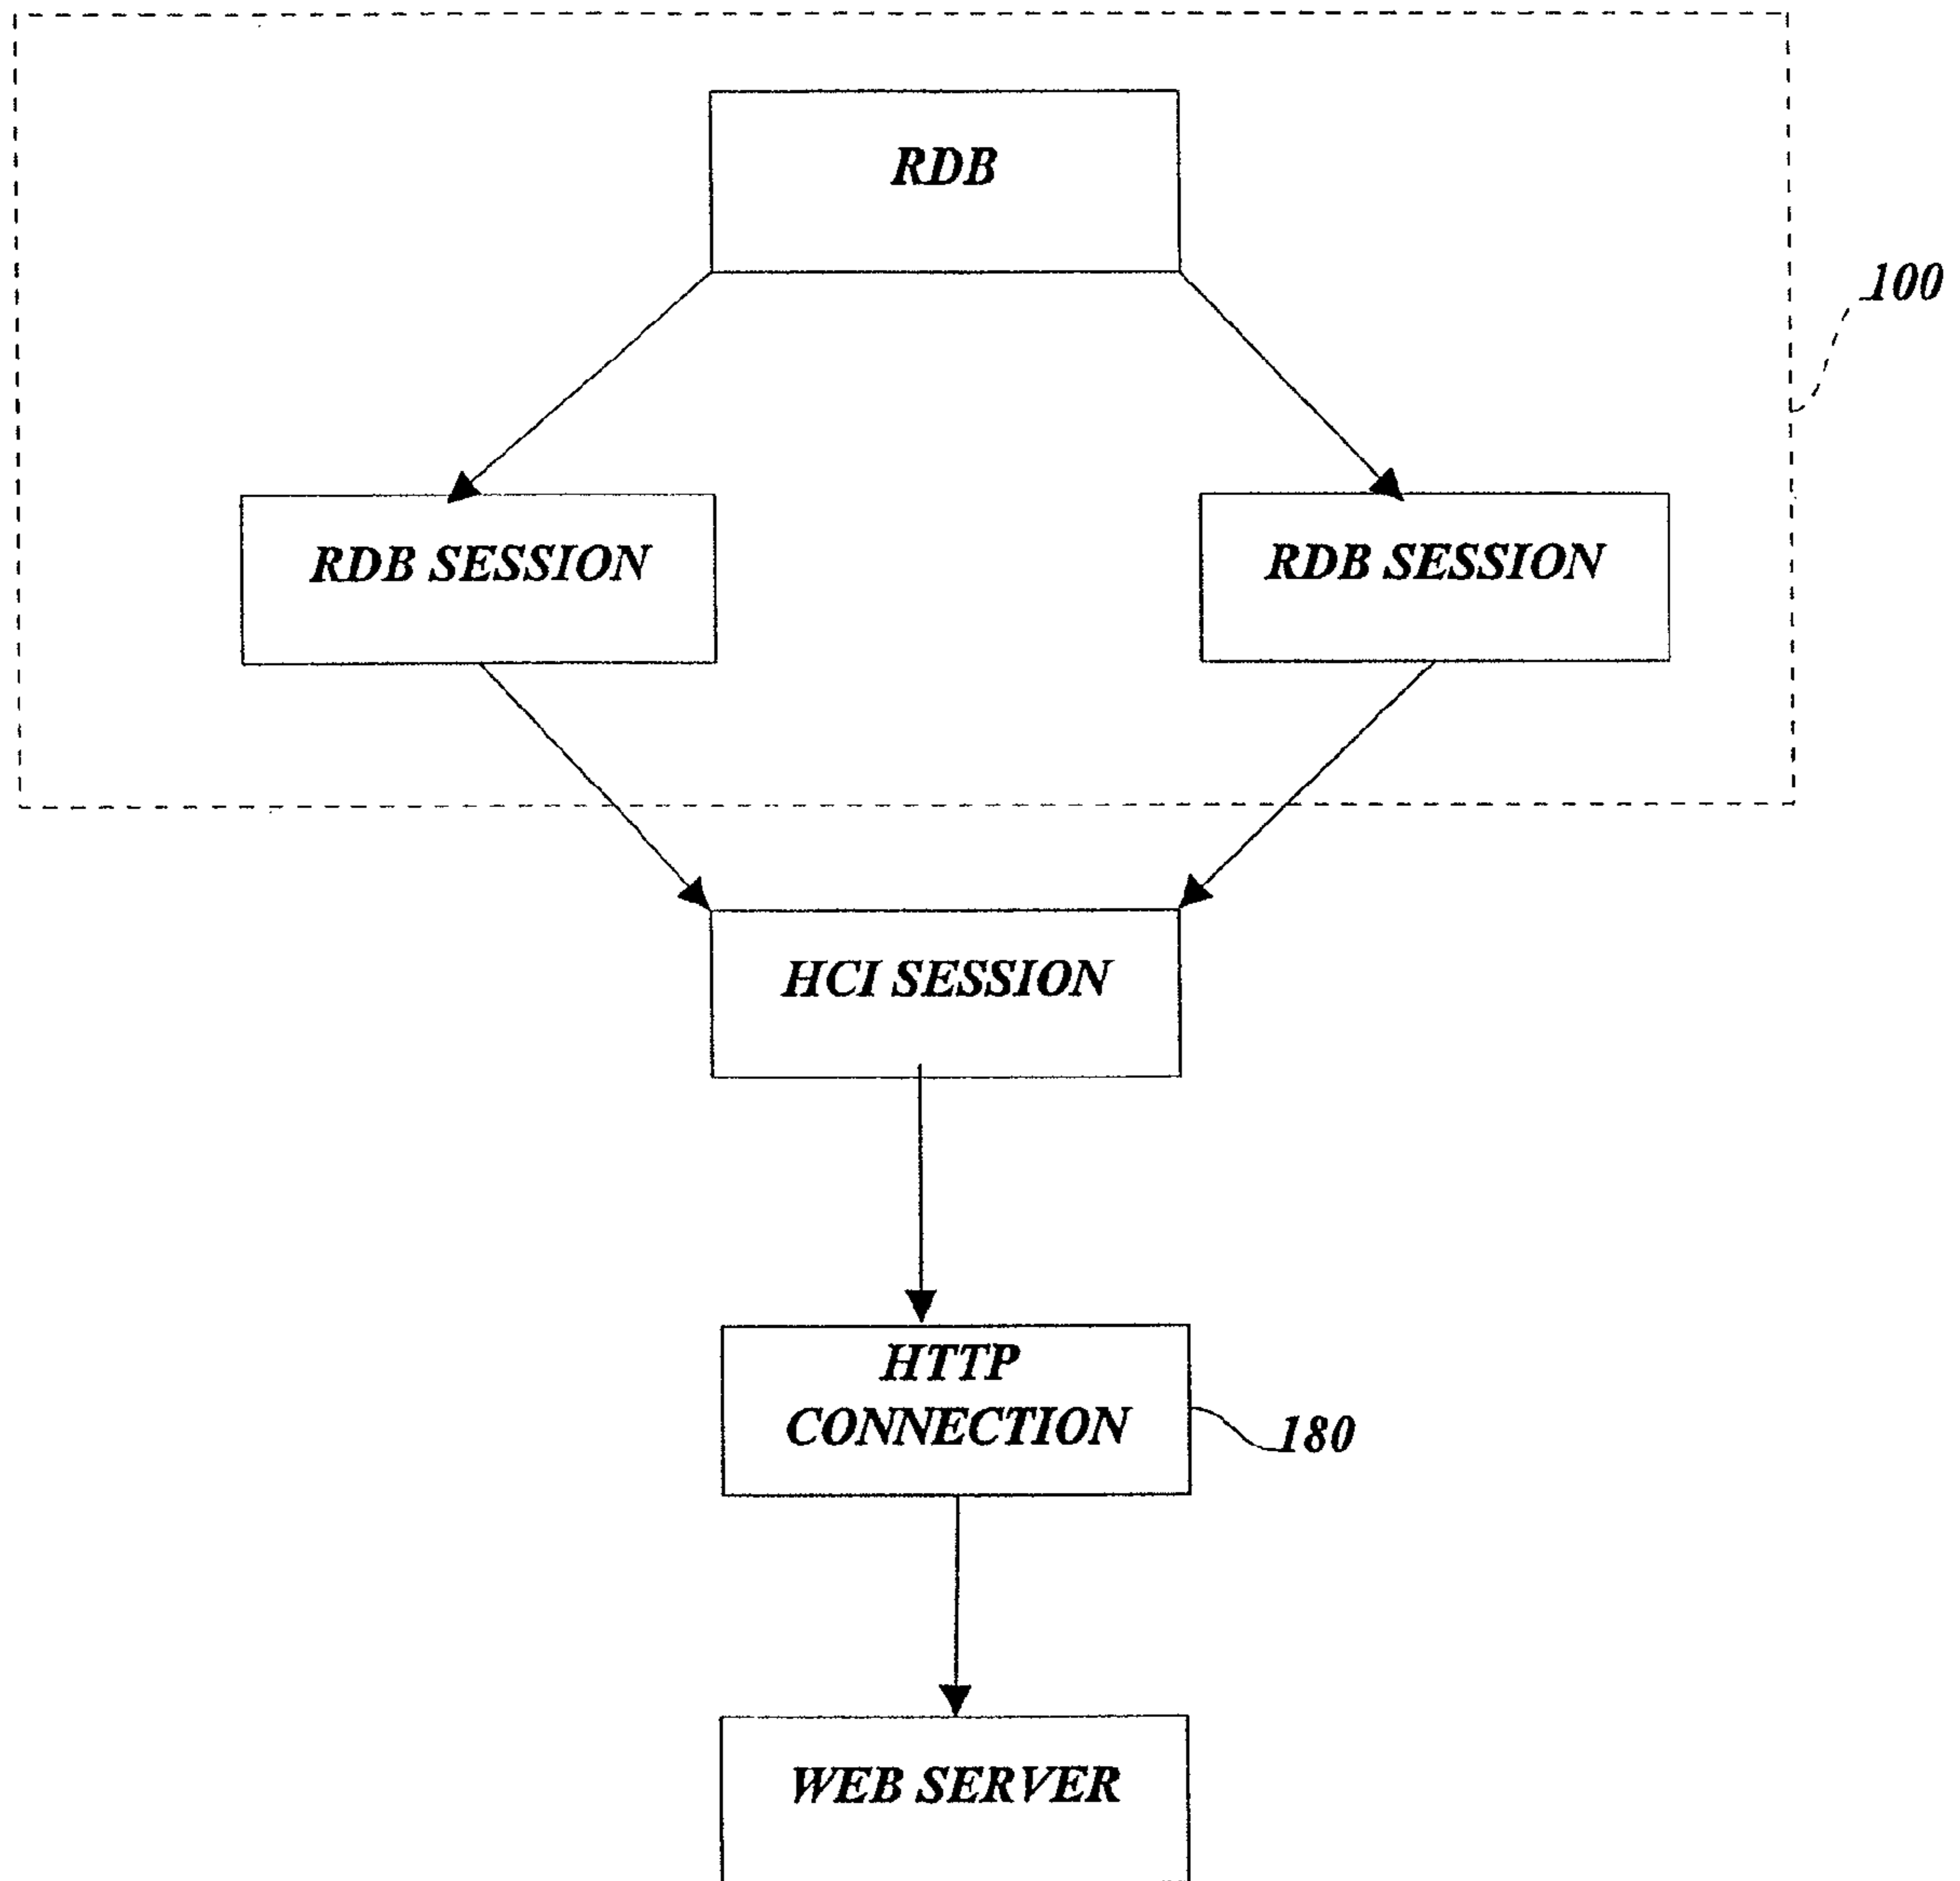 RDB
100
RDB SESSION
RDB SESSION
HCI SESSION
HTTP
CONNECTION
180
WEB SERVER